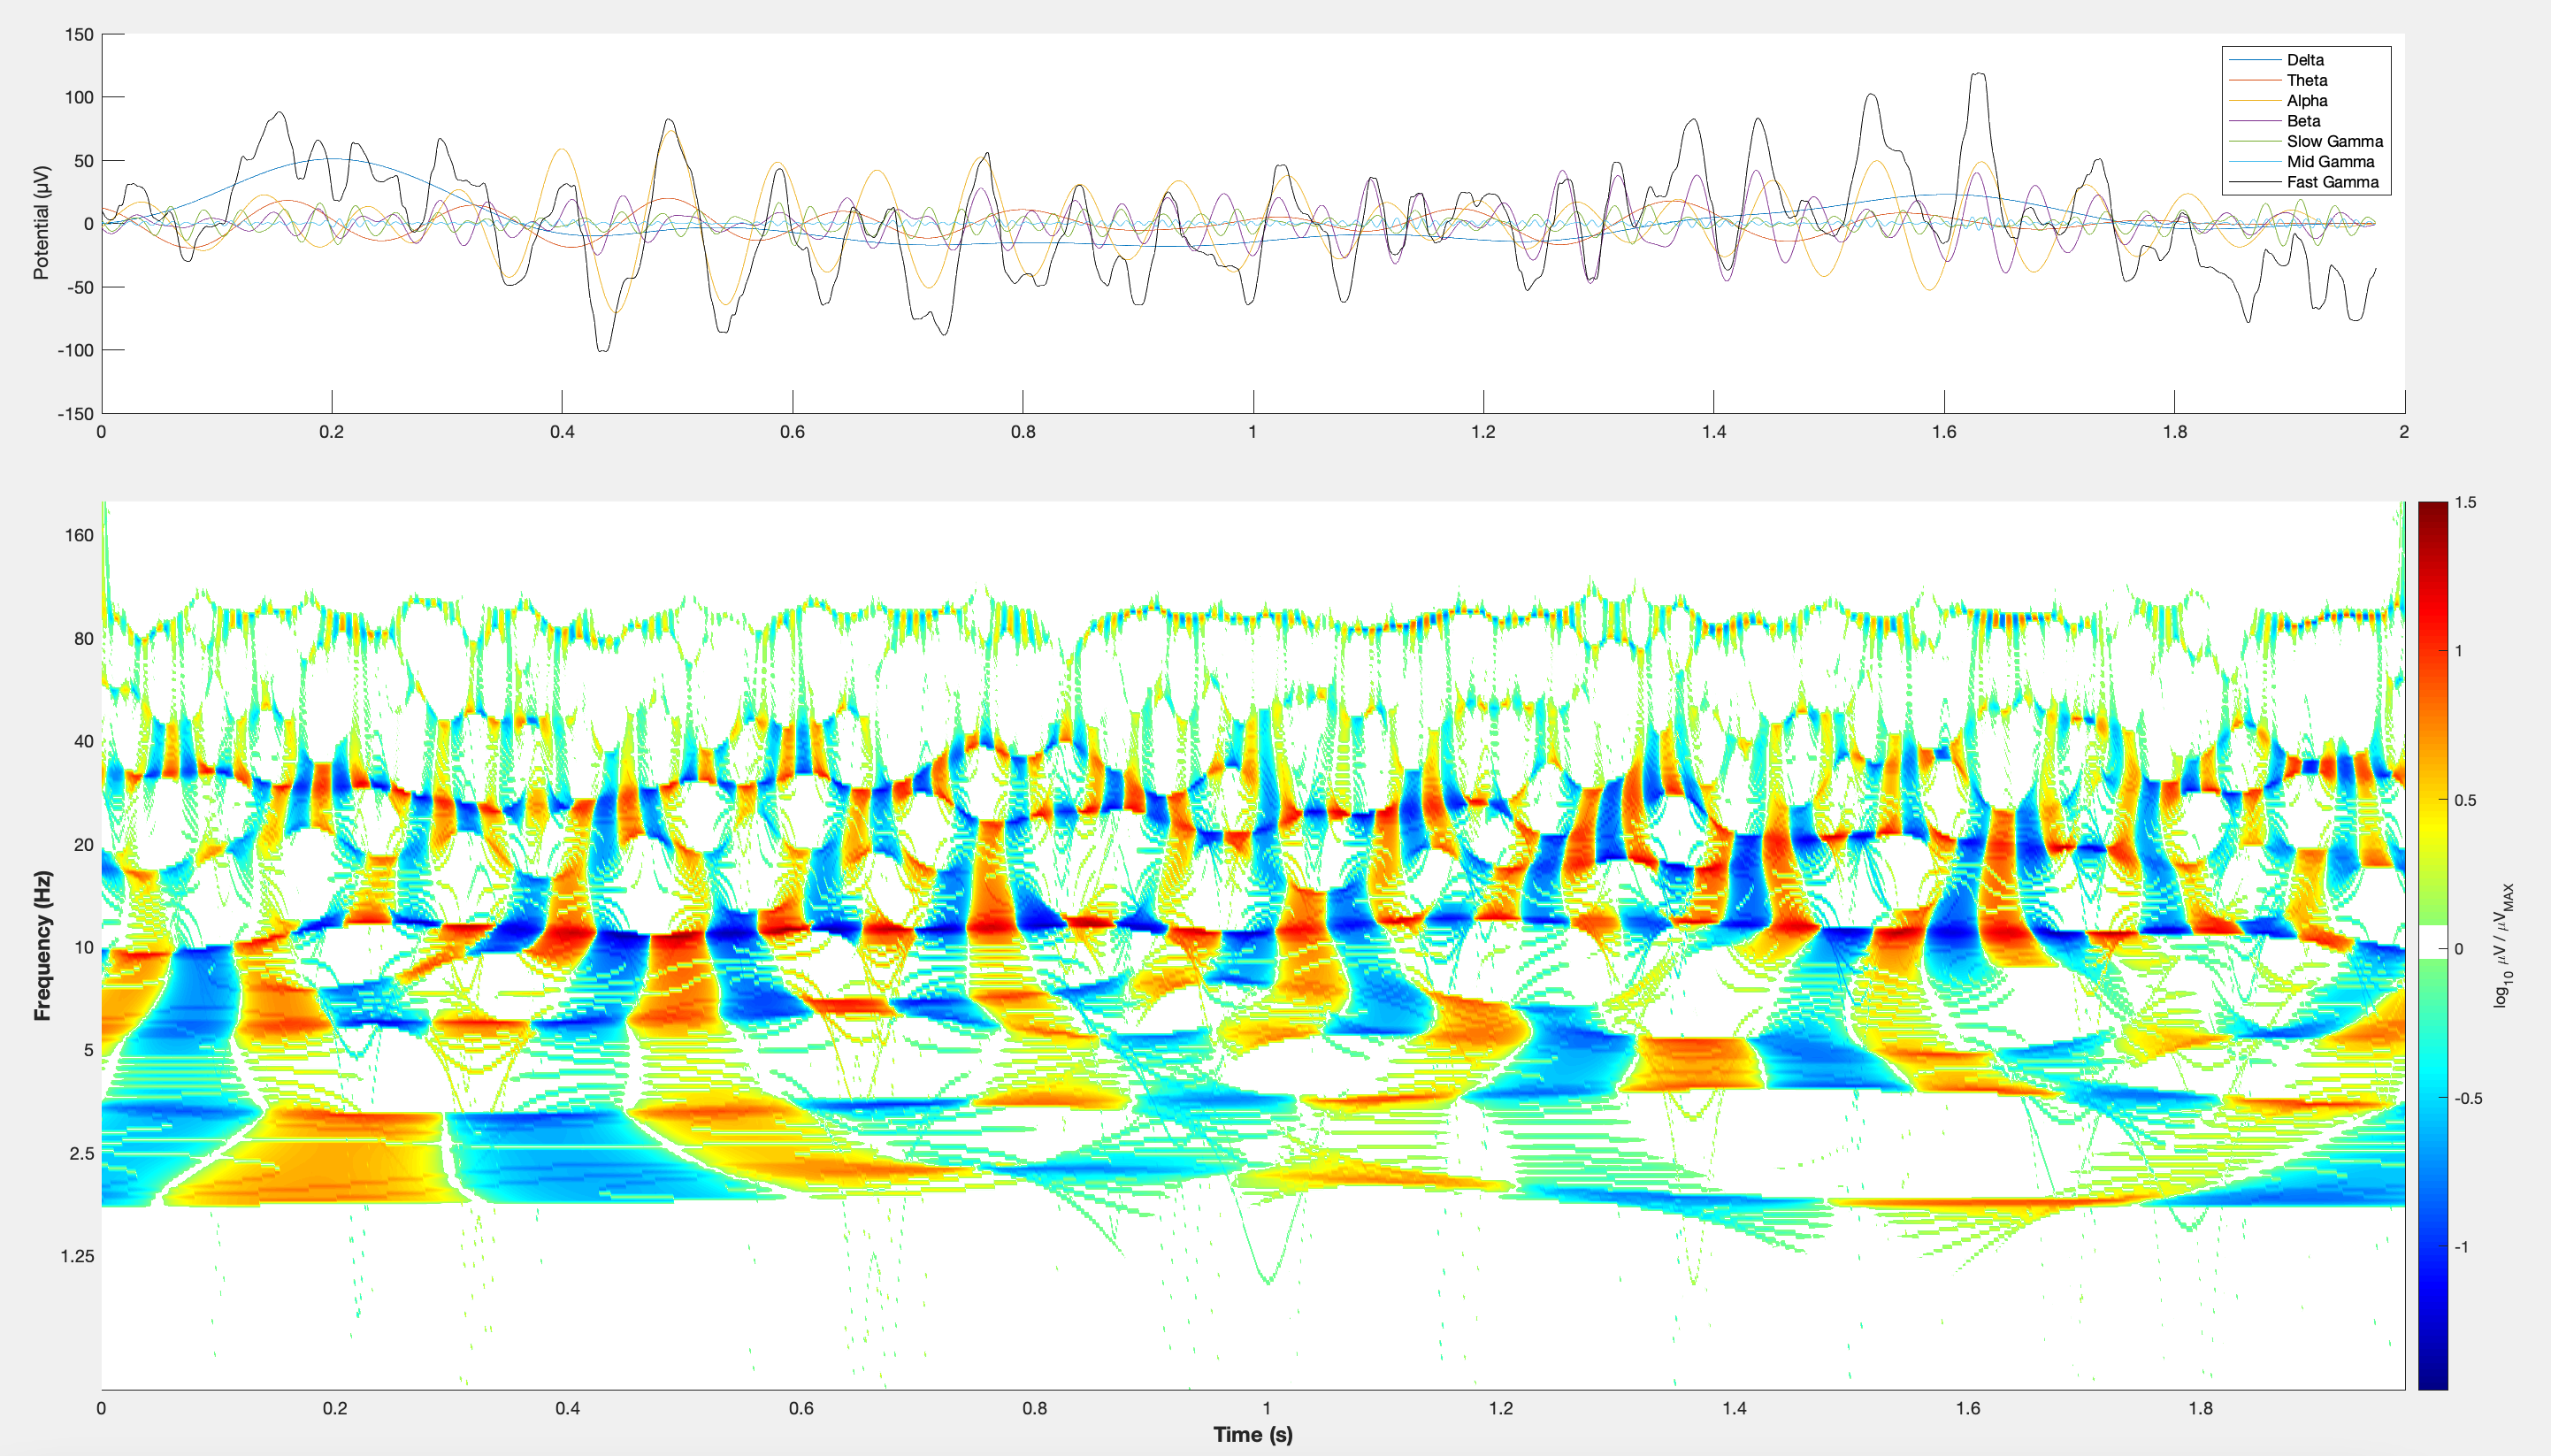 150
100
50
0
-50
-100
-150
Potential (μV)
0 0.2 0.4 0.6 0.8 1 1.2 1.4 1.6 1.8 2
Delta
Theta
Alpha
Beta
Slow Gamma
Mid Gamma
Fast Gamma
160
80
40
20
10
5
2.5
1.25
Frequency (Hz)
0 0.2 0.4 0.6 0.8 1 1.2 1.4 1.6 1.8
Time (s)
1.5
1
0.5
0
-0.5
-1
log10 μV / μVMAX